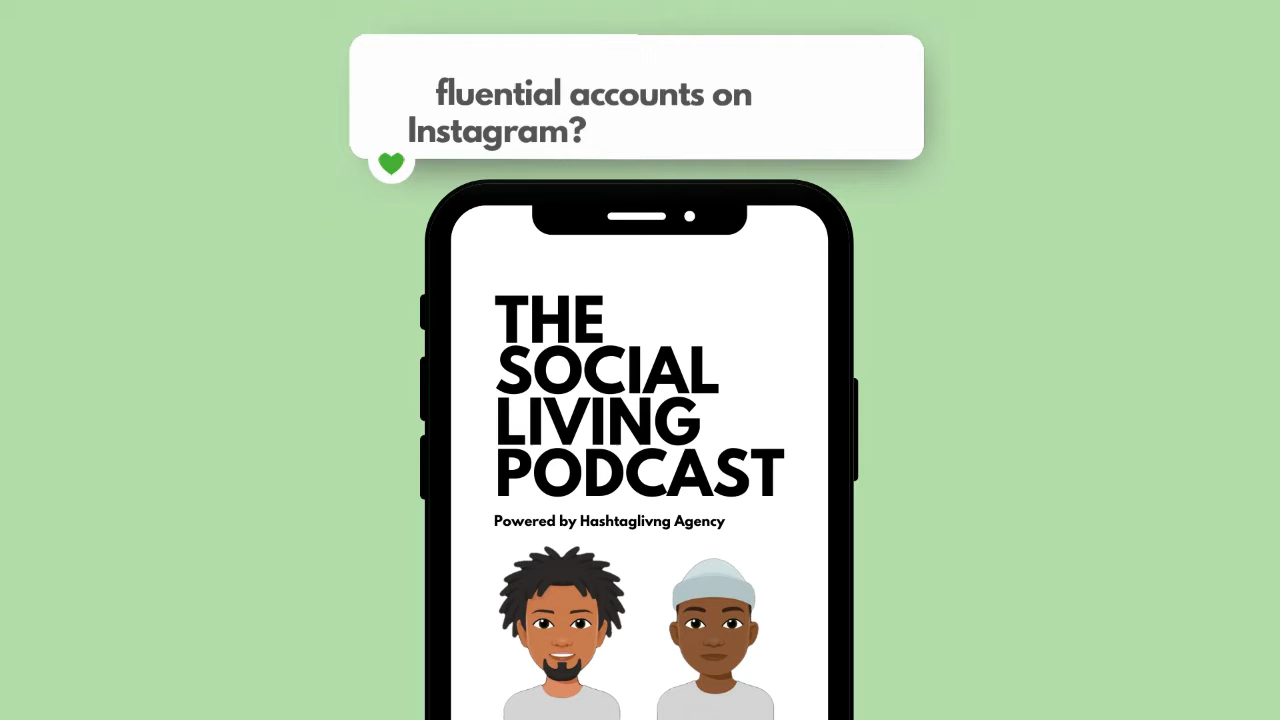 fluential accounts on
Instagram?
THE
SOCIAL
LIVING
PODCAST
Powered by Hashtaglivng Agency